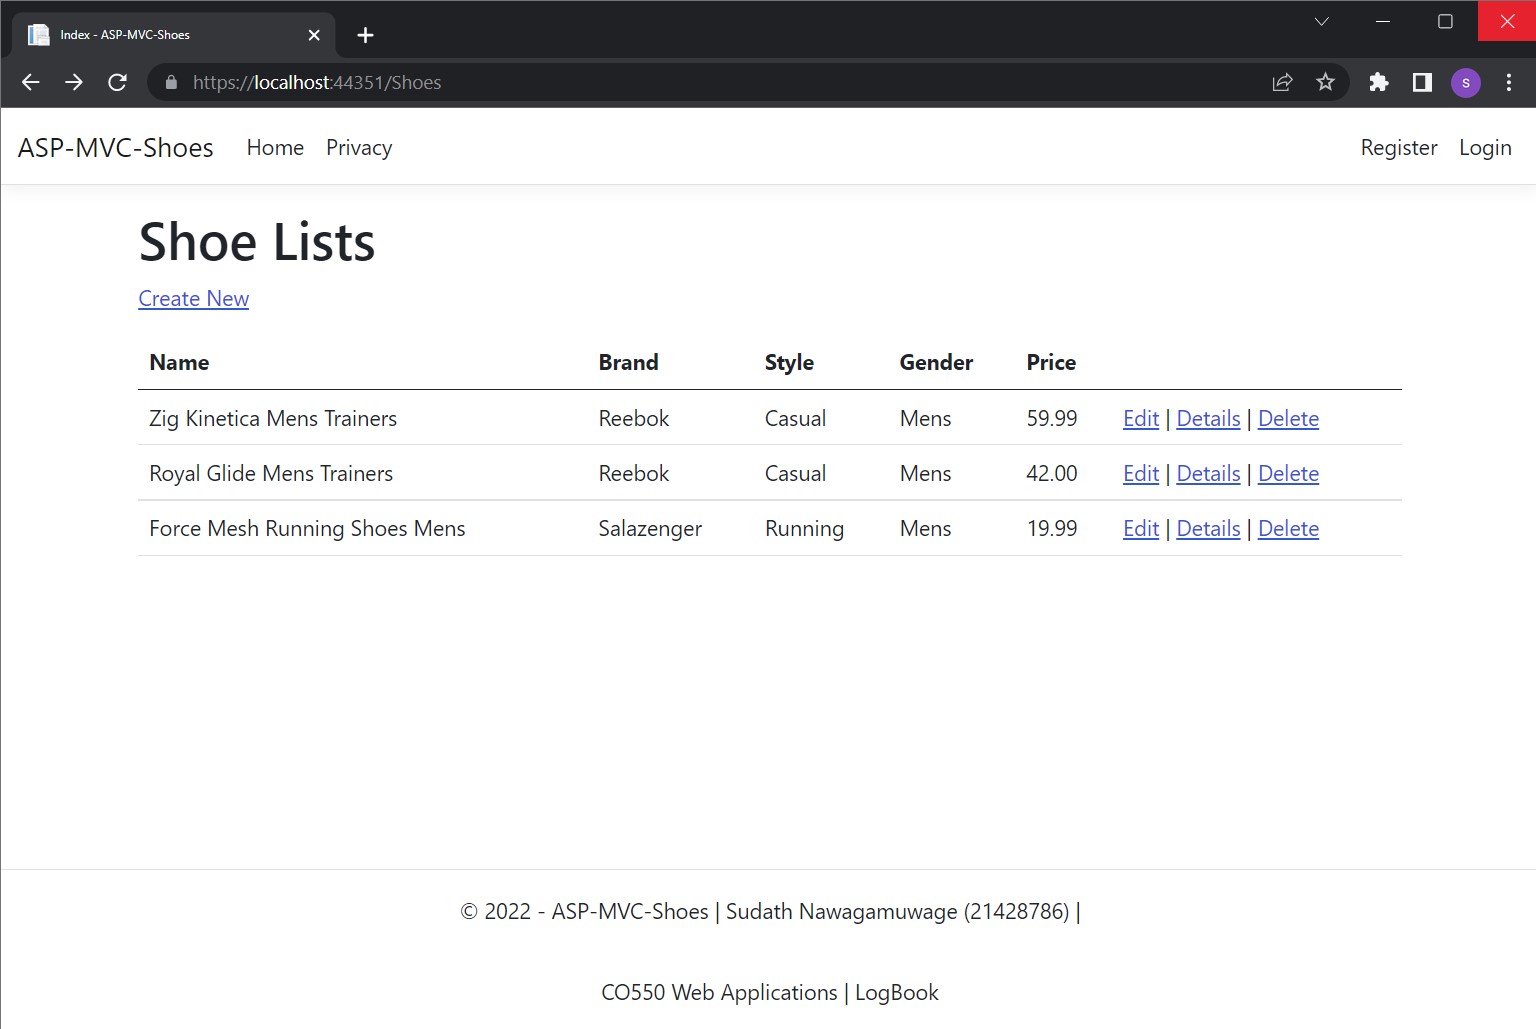 Index - ASP-MVC-Shoes
https://localhost:44351/Shoes
s
ASP-MVC-Shoes Home Privacy Register Login
Shoe Lists
Create New
Name Brand Style Gender Price
Zig Kinetica Mens Trainers Reebok Casual Mens 59.99 Edit | Details | Delete
Royal Glide Mens Trainers Reebok Casual Mens 42.00 Edit | Details | Delete
Force Mesh Running Shoes Mens Salazenger Running Mens 19.99 Edit | Details | Delete
© 2022 - ASP-MVC-Shoes | Sudath Nawagamuwage (21428786) |
CO550 Web Applications | LogBook